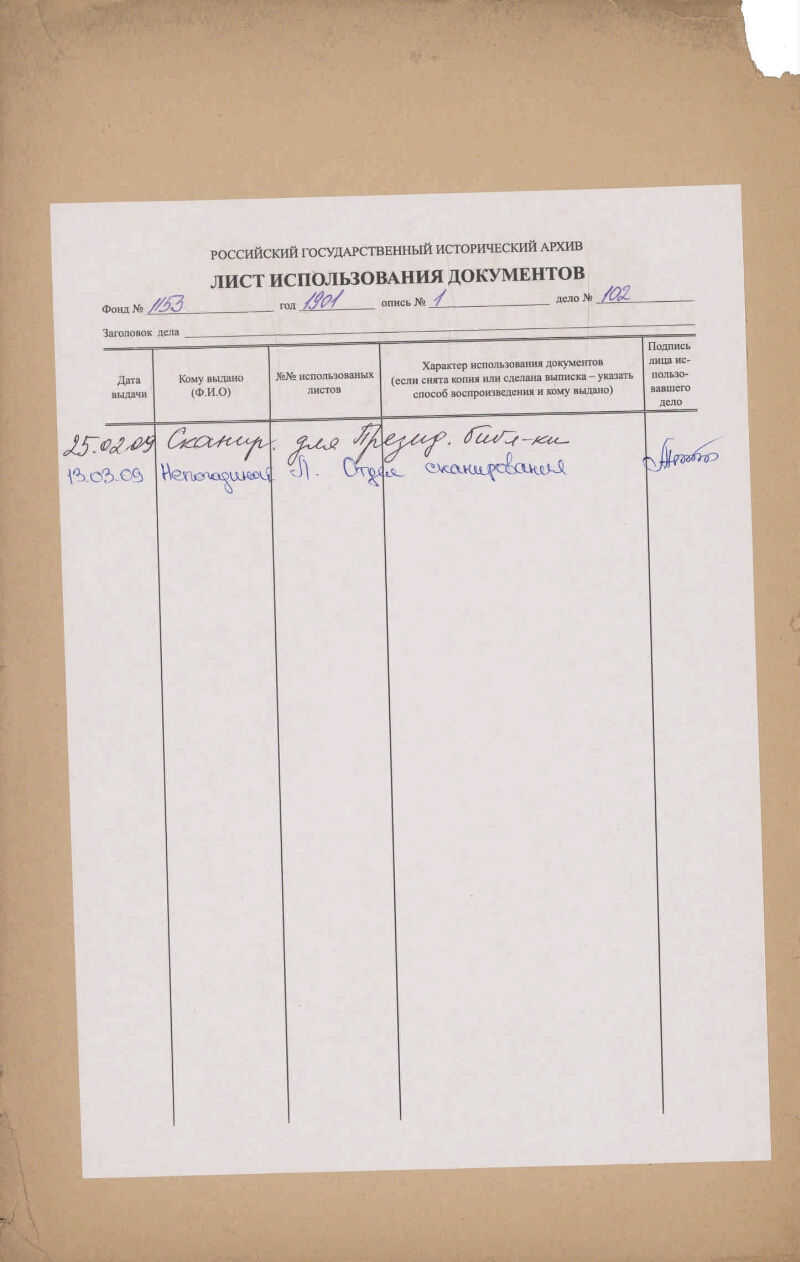 РОССИЙСКИЙ ГОСУДАРСТВЕННЫЙ ИСТОРИЧЕСКИЙ АРХИВ
ЛИСТ ИСПОЛЬЗОВАНИЯ ДОКУМЕНТОВ
Фонд № 1153 год 1901 опись № 1 дело № 102
Заголовок дела
Дата выдачи
Кому выдано
(Ф.И.О)
№№ использованых
листов
Характер использования документов
(если снята копия или сделана выписка – указать
способ воспроизведения и кому выдано)
Подпись
лица ис-
пользо-
вавшего
дело
25.02.09 Сканир. для Презид. библ-ки
13.03.09 Л. Отдел сканирования